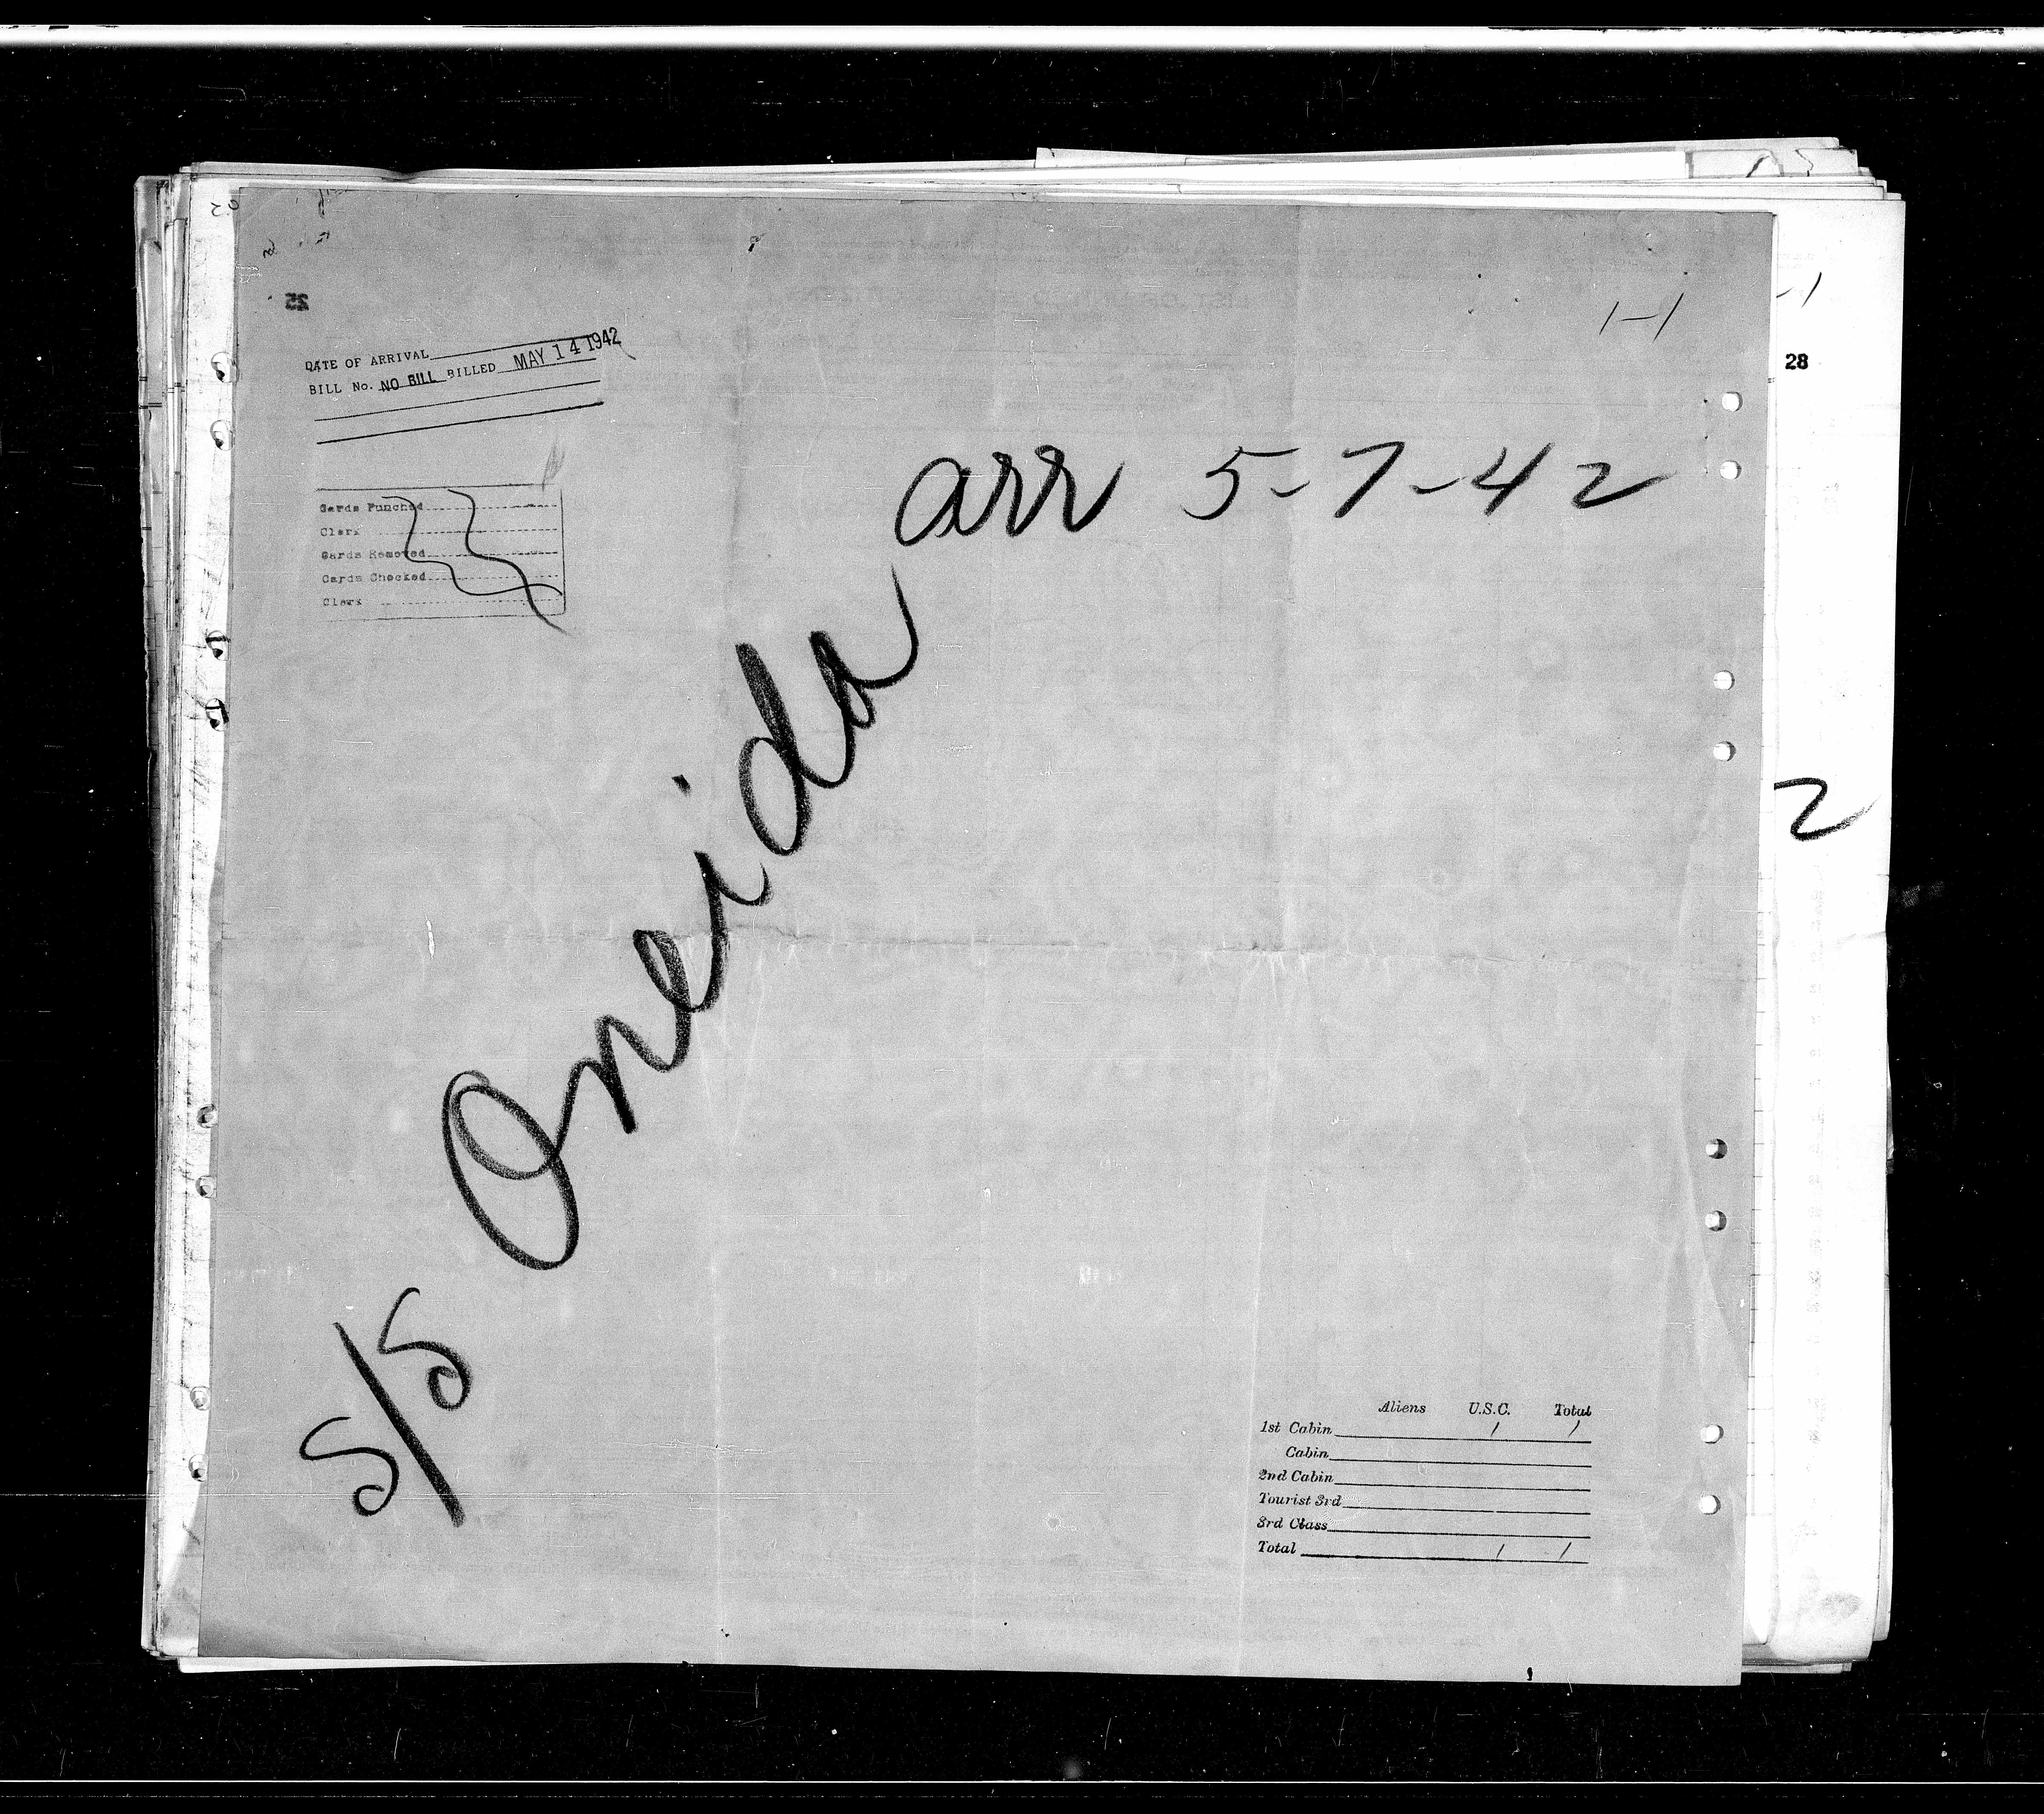 1-1
28
DATE OF ARRIVAL
BILL No. NO BILL BILLED MAY 14 1942
arr 5-7-42
Cards Punched
Clerk
Cards Removed
Cards Checked
Clerk
2
S/S Oneida
Aliens U.S.C. Total
1st Cabin 1 1
Cabin
2nd Cabin
Tourist 3rd
3rd Class
Total 1 1